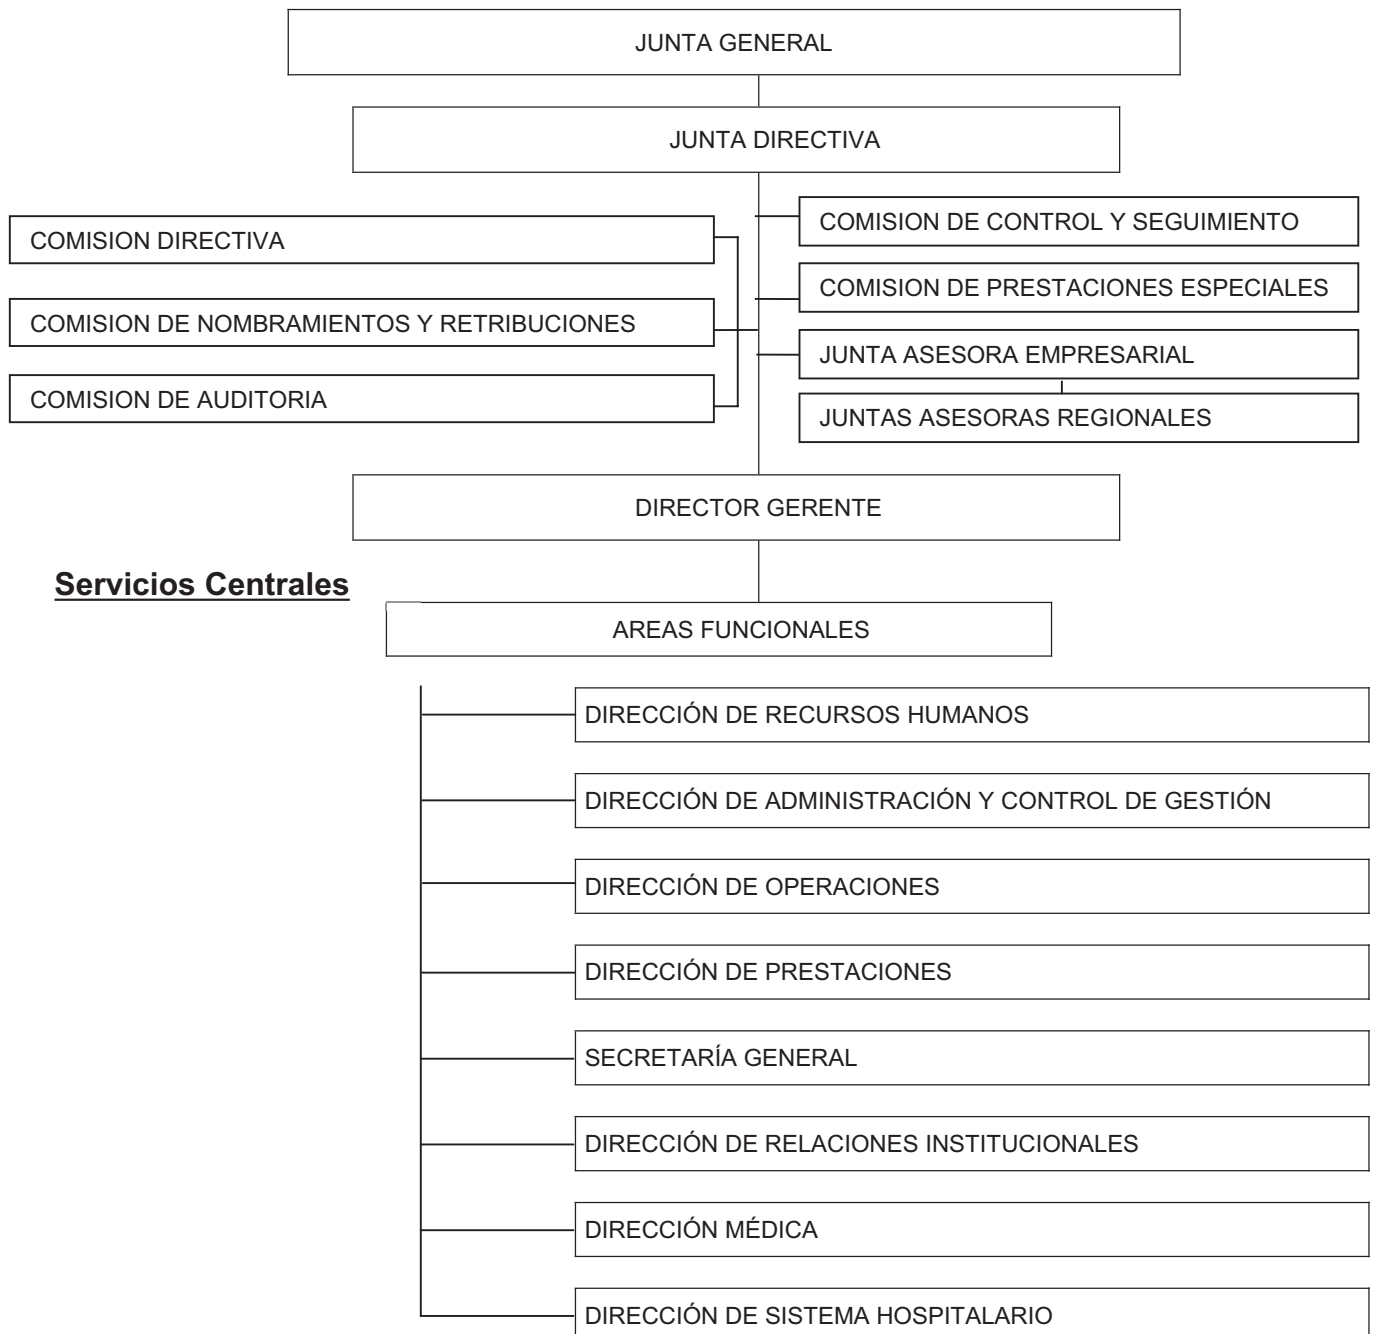 JUNTA GENERAL
JUNTA DIRECTIVA
COMISION DIRECTIVA
COMISION DE NOMBRAMIENTOS Y RETRIBUCIONES
COMISION DE AUDITORIA
COMISION DE CONTROL Y SEGUIMIENTO
COMISION DE PRESTACIONES ESPECIALES
JUNTA ASESORA EMPRESARIAL
JUNTAS ASESORAS REGIONALES
DIRECTOR GERENTE
Servicios Centrales
AREAS FUNCIONALES
DIRECCIÓN DE RECURSOS HUMANOS
DIRECCIÓN DE ADMINISTRACIÓN Y CONTROL DE GESTIÓN
DIRECCIÓN DE OPERACIONES
DIRECCIÓN DE PRESTACIONES
SECRETARÍA GENERAL
DIRECCIÓN DE RELACIONES INSTITUCIONALES
DIRECCIÓN MÉDICA
DIRECCIÓN DE SISTEMA HOSPITALARIO